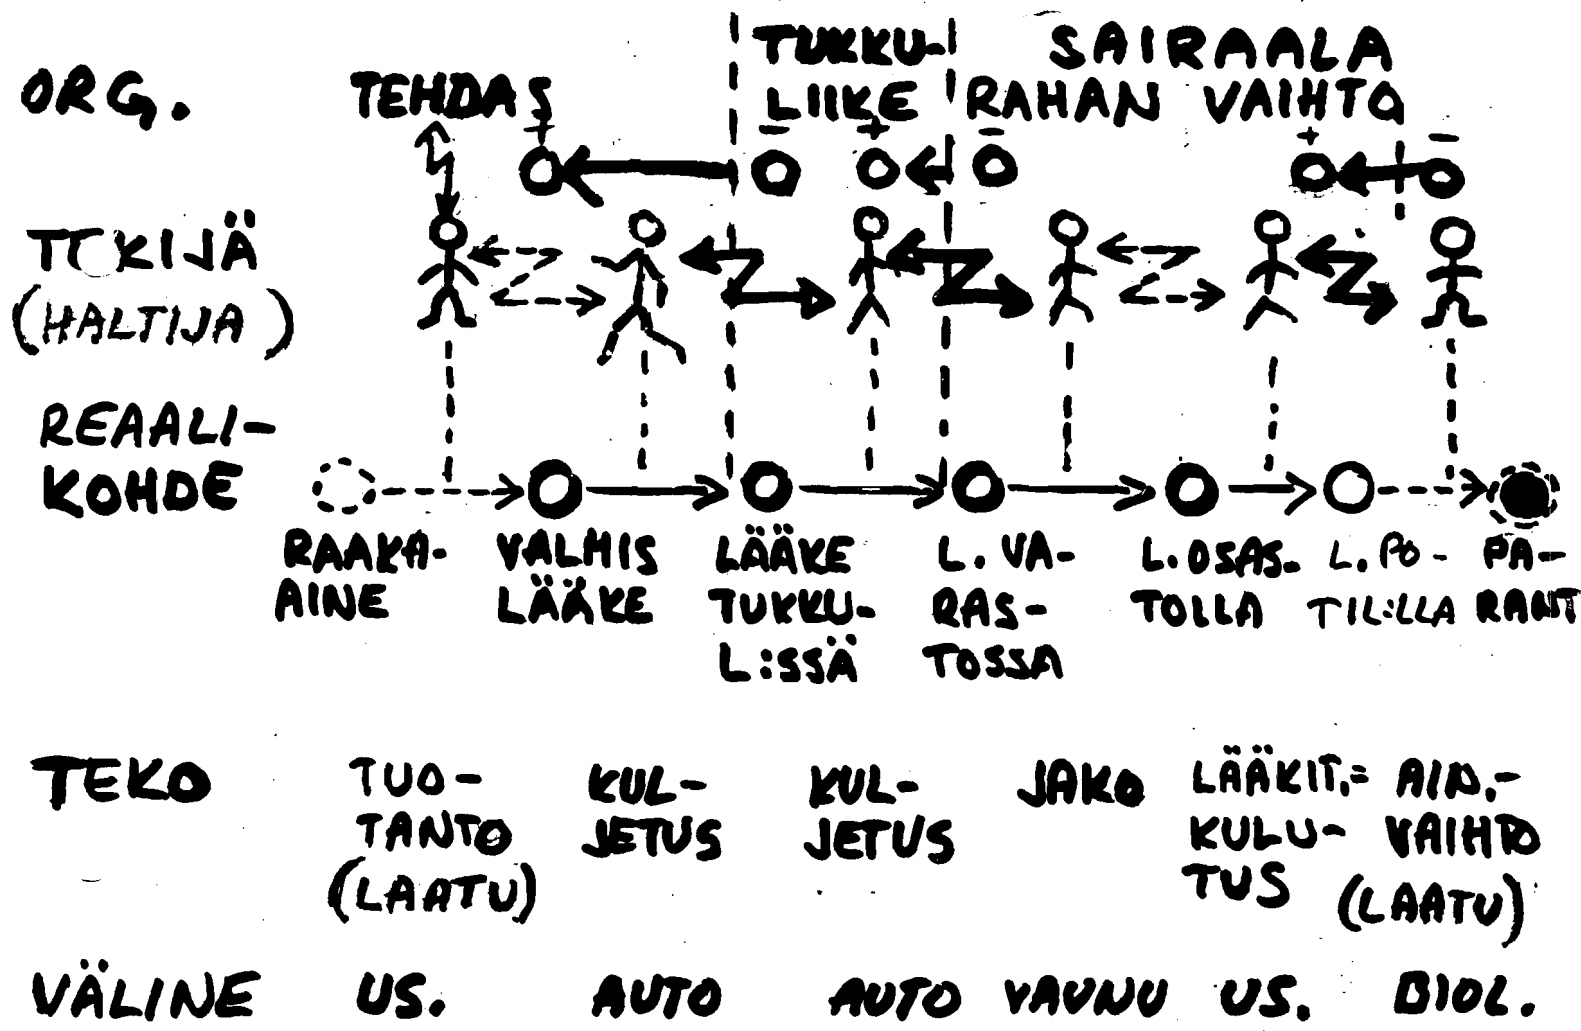 ORG. TEHDAS TUKKU- SAIRAALA
LIIKE RAHAN VAIHTO
+ - + - + -
TEKIJÄ
(HALTIJA)
REAALI-
KOHDE
RAAKA- VALMIS LÄÄKE L. VA- L. OSAS- L. PO- PA-
AINE LÄÄKE TUKKU- RAS- TOLLA TIL:LLA RANT
L:SSÄ TOSSA
TEKO TUO- KUL- KUL- JAKO LÄÄKIT.= AIN.-
TANTO JETUS JETUS KULU- VAIHTO
(LAATU) TUS (LAATU)
VÄLINE US. AUTO AUTO VAUNU US. BIOL.